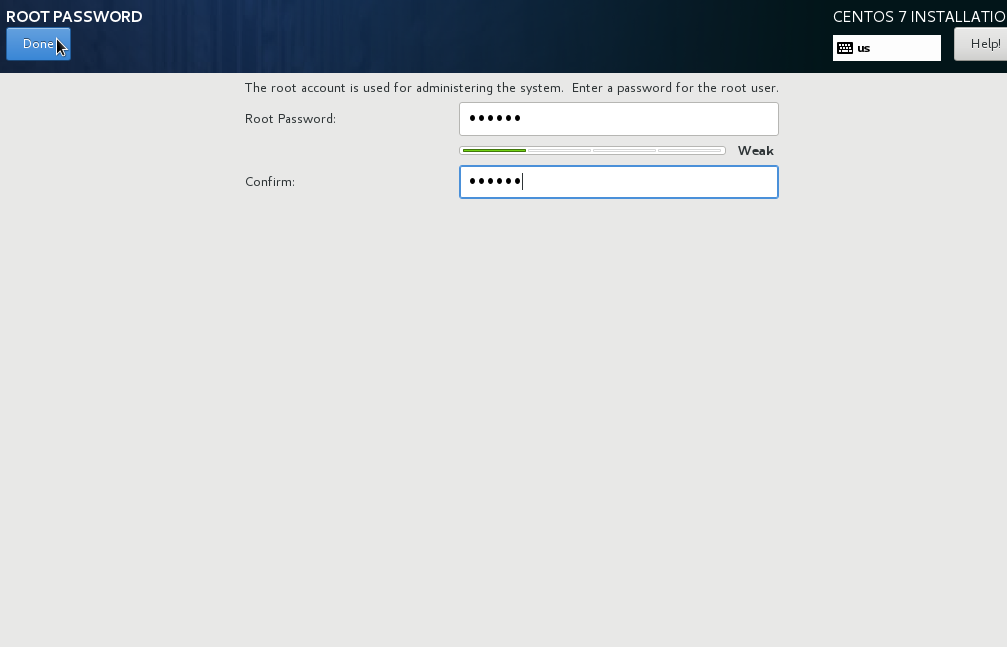 ROOT PASSWORD
CENTOS 7 INSTALLATIO
Done
us
Help!
The root account is used for administering the system.  Enter a password for the root user.
Root Password:
••••••
Weak
Confirm:
••••••